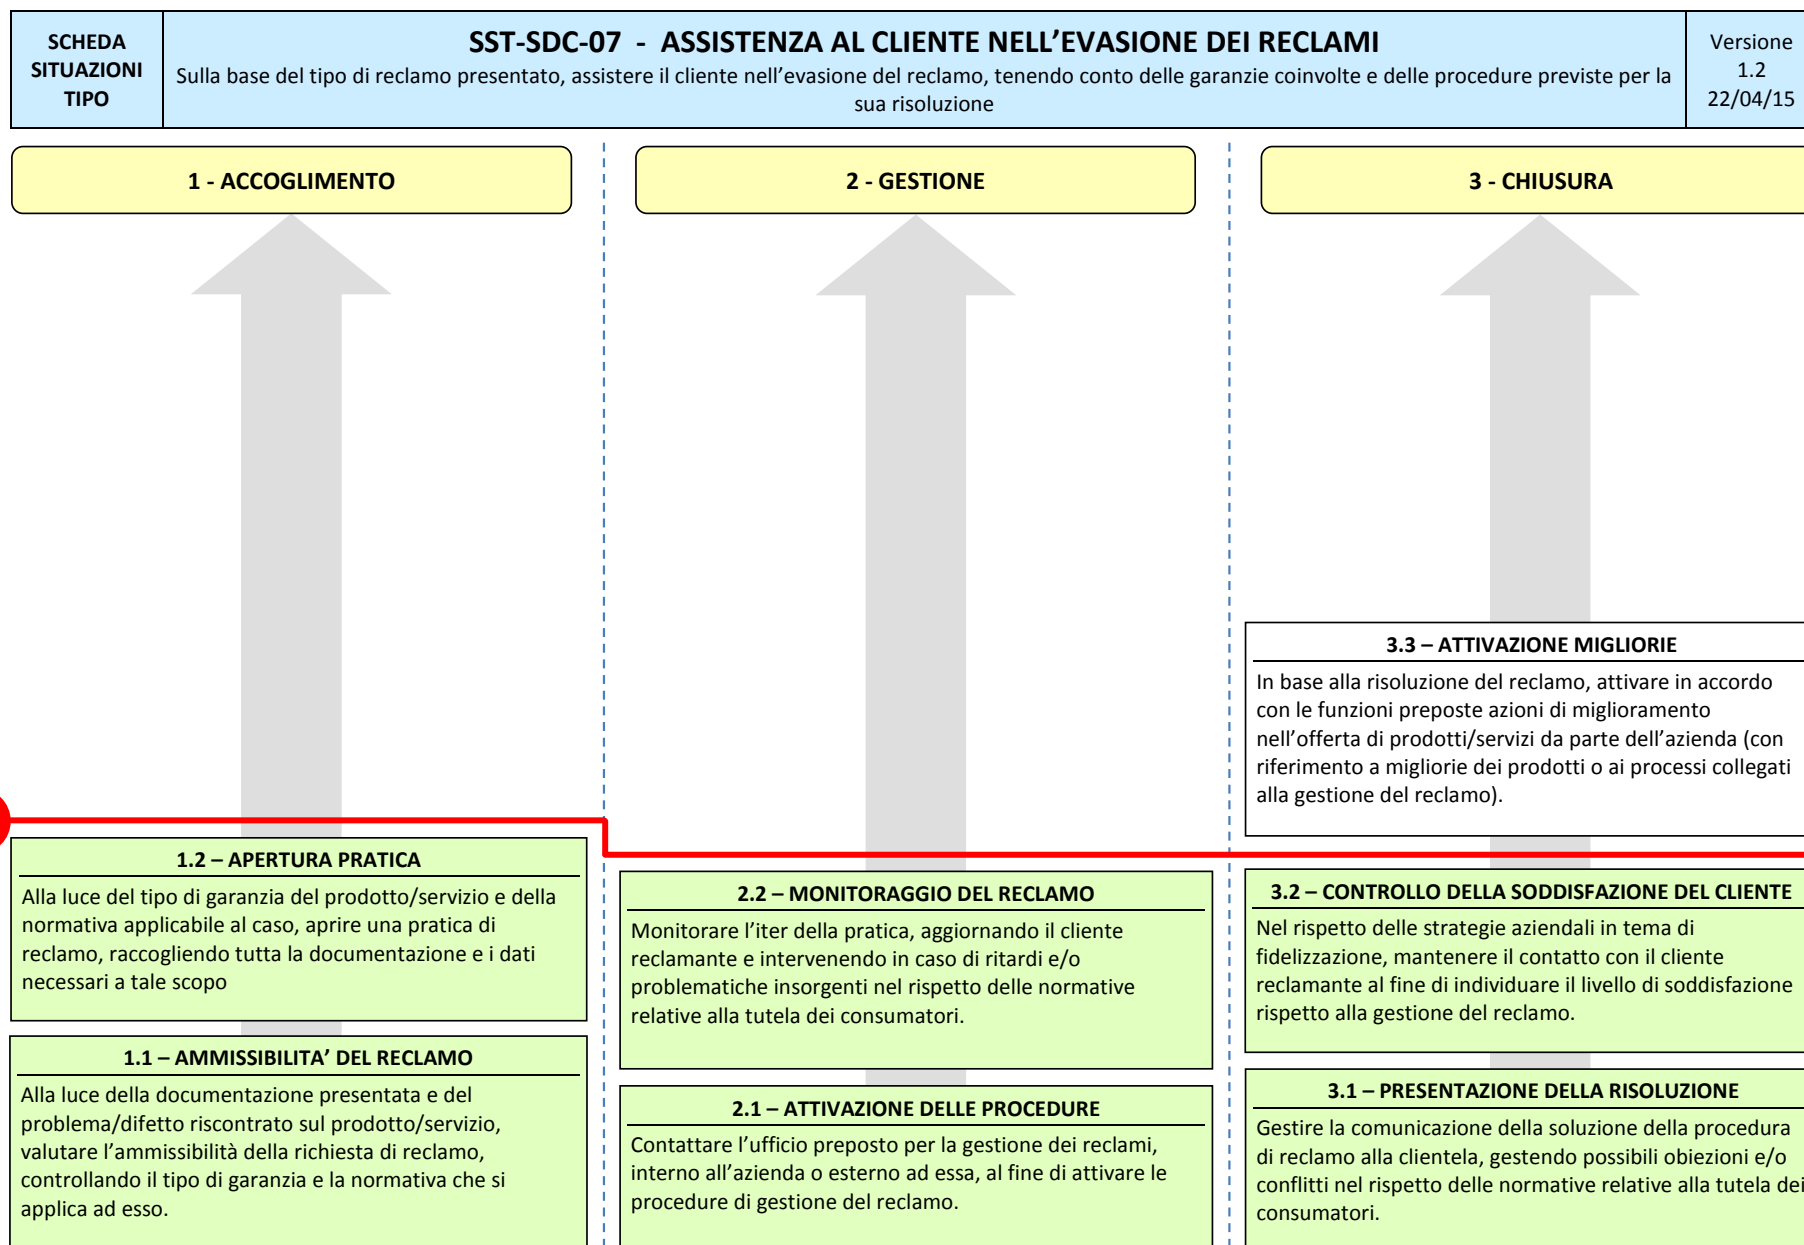 SCHEDA
SITUAZIONI
TIPO
SST-SDC-07 - ASSISTENZA AL CLIENTE NELL’EVASIONE DEI RECLAMI
Sulla base del tipo di reclamo presentato, assistere il cliente nell’evasione del reclamo, tenendo conto delle garanzie coinvolte e delle procedure previste per la
sua risoluzione
Versione
1.2
22/04/15
1 - ACCOGLIMENTO
2 - GESTIONE
3 - CHIUSURA
1.2 – APERTURA PRATICA
Alla luce del tipo di garanzia del prodotto/servizio e della
normativa applicabile al caso, aprire una pratica di
reclamo, raccogliendo tutta la documentazione e i dati
necessari a tale scopo
1.1 – AMMISSIBILITA’ DEL RECLAMO
Alla luce della documentazione presentata e del
problema/difetto riscontrato sul prodotto/servizio,
valutare l’ammissibilità della richiesta di reclamo,
controllando il tipo di garanzia e la normativa che si
applica ad esso.
2.2 – MONITORAGGIO DEL RECLAMO
Monitorare l’iter della pratica, aggiornando il cliente
reclamante e intervenendo in caso di ritardi e/o
problematiche insorgenti nel rispetto delle normative
relative alla tutela dei consumatori.
2.1 – ATTIVAZIONE DELLE PROCEDURE
Contattare l’ufficio preposto per la gestione dei reclami,
interno all’azienda o esterno ad essa, al fine di attivare le
procedure di gestione del reclamo.
3.3 – ATTIVAZIONE MIGLIORIE
In base alla risoluzione del reclamo, attivare in accordo
con le funzioni preposte azioni di miglioramento
nell’offerta di prodotti/servizi da parte dell’azienda (con
riferimento a migliorie dei prodotti o ai processi collegati
alla gestione del reclamo).
3.2 – CONTROLLO DELLA SODDISFAZIONE DEL CLIENTE
Nel rispetto delle strategie aziendali in tema di
fidelizzazione, mantenere il contatto con il cliente
reclamante al fine di individuare il livello di soddisfazione
rispetto alla gestione del reclamo.
3.1 – PRESENTAZIONE DELLA RISOLUZIONE
Gestire la comunicazione della soluzione della procedura
di reclamo alla clientela, gestendo possibili obiezioni e/o
conflitti nel rispetto delle normative relative alla tutela dei
consumatori.